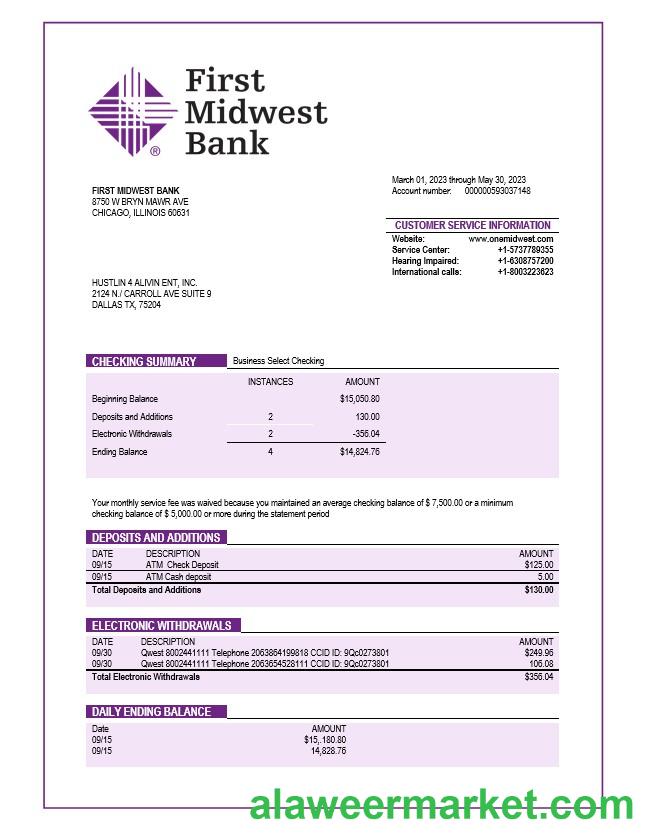 First
Midwest
Bank
®
March 01, 2023 through May 30, 2023
Account number: 000000593037148
FIRST MIDWEST BANK
8750 W BRYN MAWR AVE
CHICAGO, ILLINOIS 60631
CUSTOMER SERVICE INFORMATION
Website: www.onemidwest.com
Service Center: +1-5737789355
Hearing Impaired: +1-6308757200
International calls: +1-8003223623
HUSTLIN 4 ALIVIN ENT, INC.
2124 N./ CARROLL AVE SUITE 9
DALLAS TX, 75204
CHECKING SUMMARY Business Select Checking
INSTANCES AMOUNT
Beginning Balance $15,050.80
Deposits and Additions 2 130.00
Electronic Withdrawals 2 -356.04
Ending Balance 4 $14,824.76
Your monthly service fee was waived because you maintained an average checking balance of $ 7,500.00 or a minimum
checking balance of $ 5,000.00 or more during the statement period
DEPOSITS AND ADDITIONS
DATE DESCRIPTION AMOUNT
09/15 ATM Check Deposit $125.00
09/15 ATM Cash deposit 5.00
Total Deposits and Additions $130.00
ELECTRONIC WITHDRAWALS
DATE DESCRIPTION AMOUNT
09/30 Qwest 8002441111 Telephone 2063864199818 CCID ID: 9Qc0273801 $249.96
09/30 Qwest 8002441111 Telephone 2063654528111 CCID ID: 9Qc0273801 106.08
Total Electronic Withdrawals $356.04
DAILY ENDING BALANCE
Date AMOUNT
09/15 $15,.180.80
09/15 14,828.76
alaweermarket.com